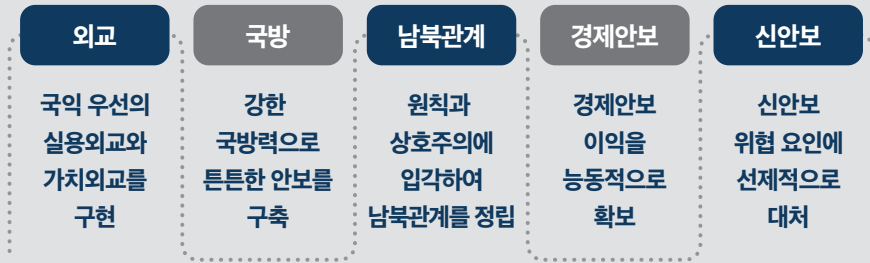 외교
국익 우선의
실용외교와
가치외교를
구현
국방
강한
국방력으로
튼튼한 안보를
구축
남북관계
원칙과
상호주의에
입각하여
남북관계를 정립
경제안보
경제안보
이익을
능동적으로
확보
신안보
신안보
위협 요인에
선제적으로
대처